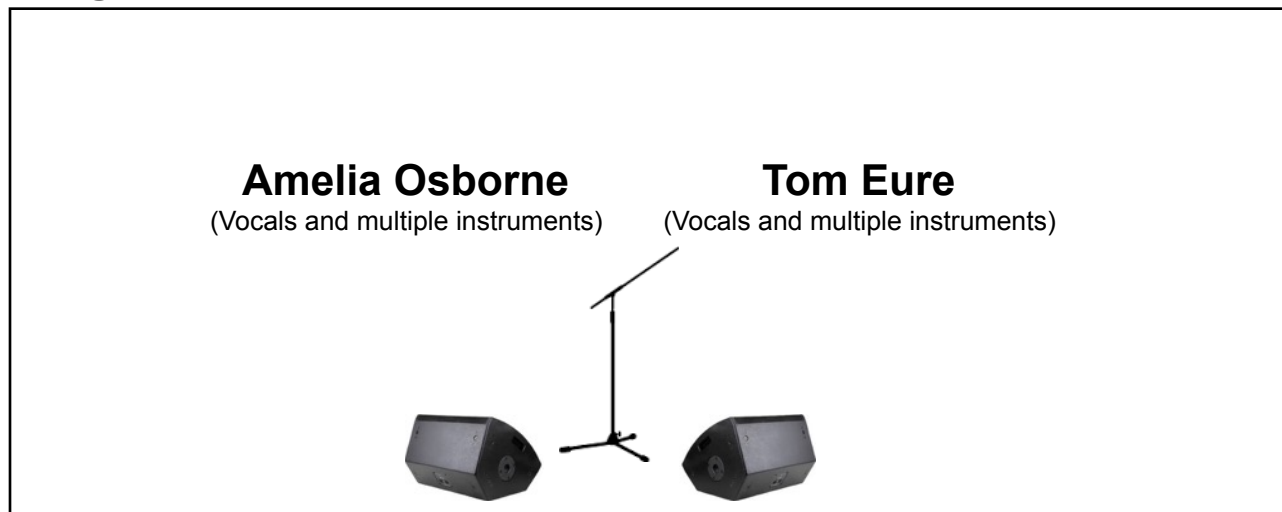 Amelia Osborne Tom Eure
(Vocals and multiple instruments) (Vocals and multiple instruments)